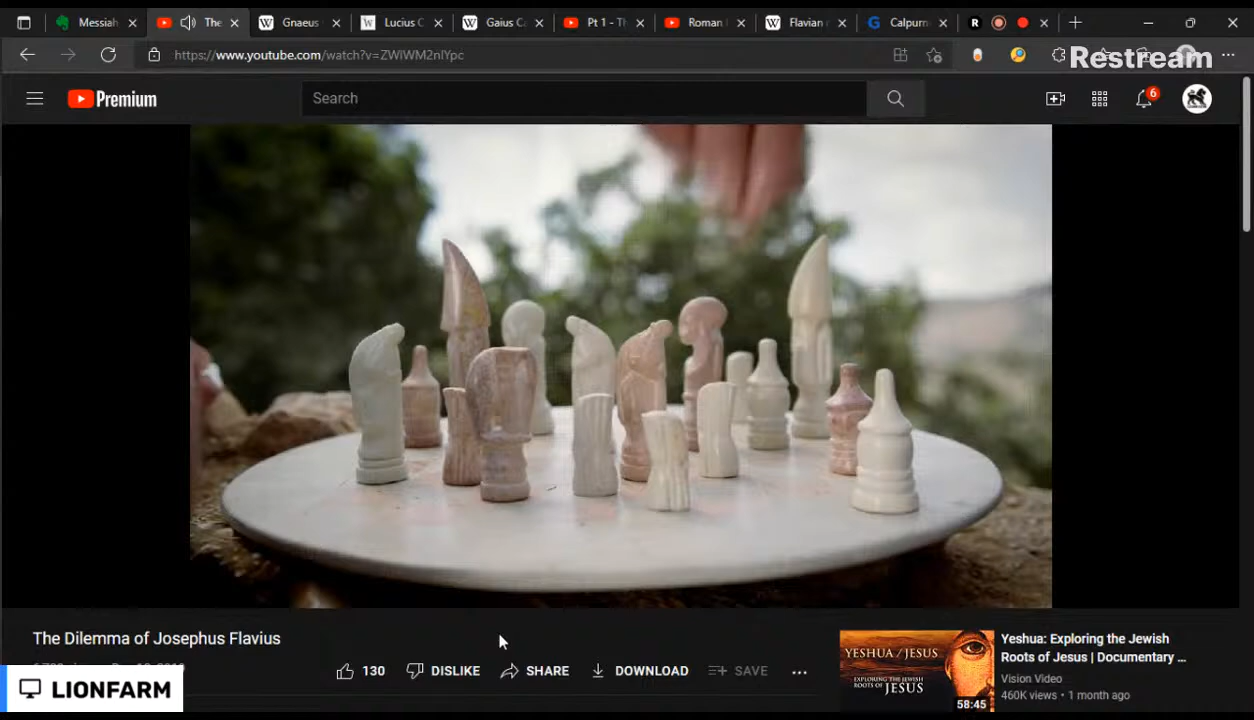 Messiah
The
Gnaeus
Lucius C
Gaius Ca
Pt 1 - Th
Roman I
Flavian
Calpurn
https://www.youtube.com/watch?v=ZWlWM2nlYpc
Restream
Premium
Search
6
The Dilemma of Josephus Flavius
130
DISLIKE
SHARE
DOWNLOAD
SAVE
LIONFARM
YESHUA/JESUS
EXPLORING THE JEWISH
ROOTS OF JESUS
58:45
Yeshua: Exploring the Jewish
Roots of Jesus | Documentary ...
Vision Video
460K views • 1 month ago